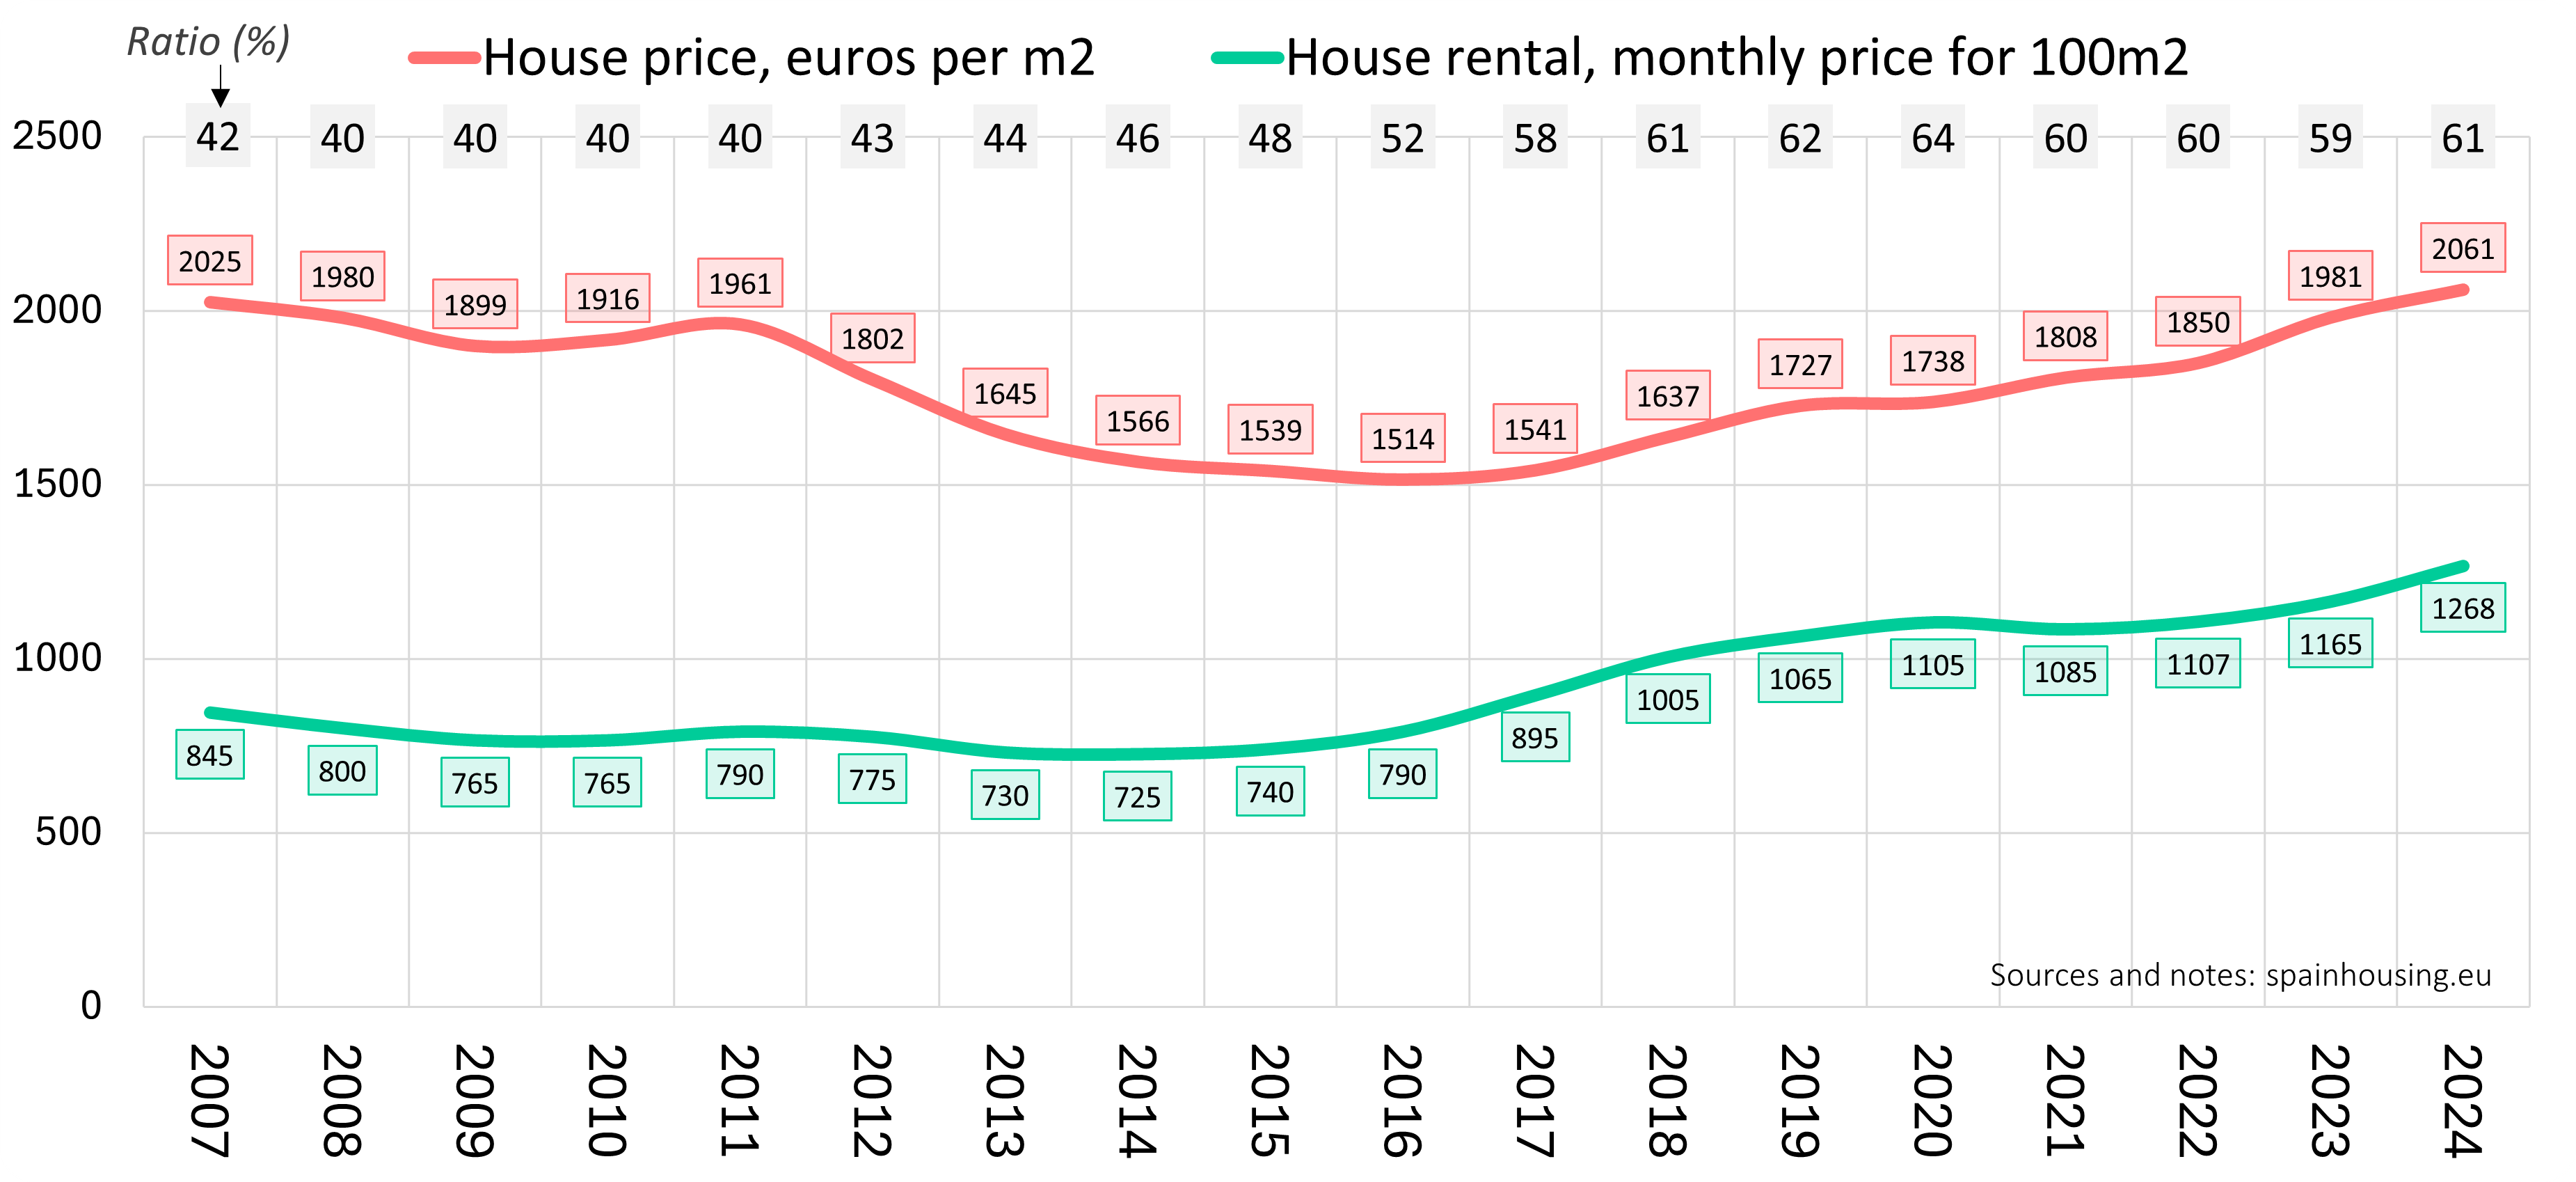 Ratio (%)
House price, euros per m2
House rental, monthly price for 100m2
42 40 40 40 40 43 44 46 48 52 58 61 62 64 60 60 59 61
2500
2000
1500
1000
500
0
2025 1980 1899 1916 1961 1802 1645 1566 1539 1514 1541 1637 1727 1738 1808 1850 1981 2061
845 800 765 765 790 775 730 725 740 790 895 1005 1065 1105 1085 1107 1165 1268
Sources and notes: spainhousing.eu
2007 2008 2009 2010 2011 2012 2013 2014 2015 2016 2017 2018 2019 2020 2021 2022 2023 2024